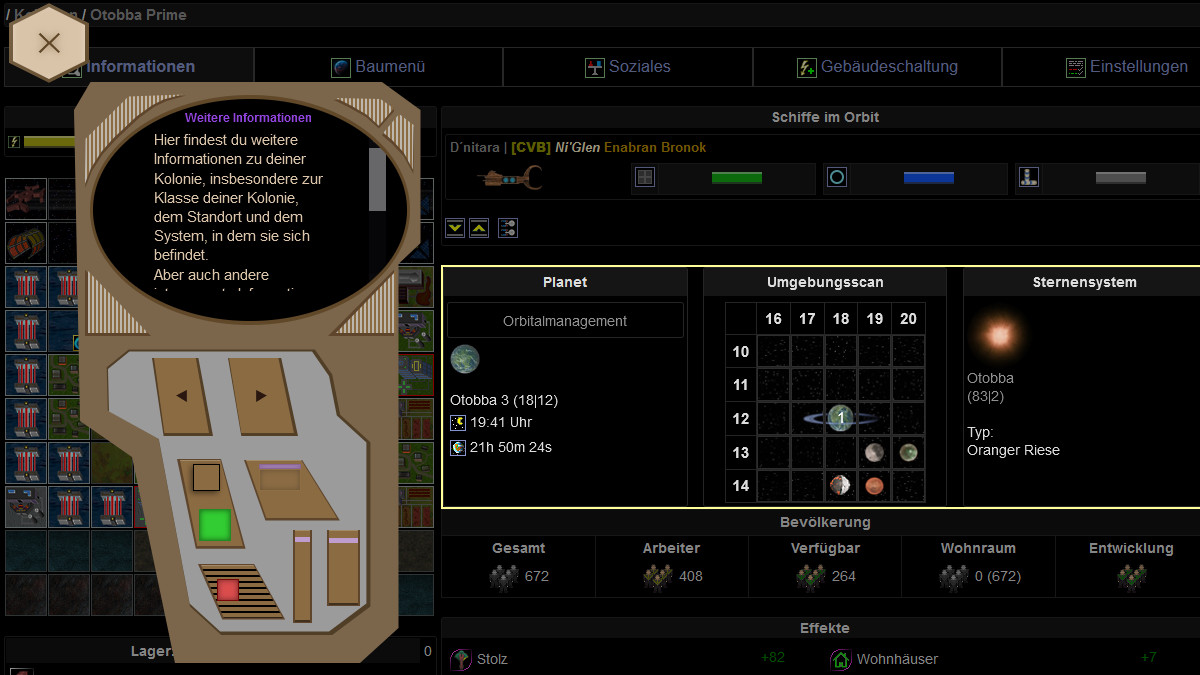 / Otobba Prime
Informationen
Baumenü
Soziales
Gebäudeschaltung
Einstellungen
Weitere Informationen
Hier findest du weitere
Informationen zu deiner
Kolonie, insbesondere zur
Klasse deiner Kolonie,
dem Standort und dem
System, in dem sie sich
befindet.
Aber auch andere
Schiffe im Orbit
D´nitara | [CVB] Ni'Glen Enabran Bronok
Planet
Orbitalmanagement
Otobba 3 (18|12)
19:41 Uhr
21h 50m 24s
Umgebungsscan
16 17 18 19 20
10
11
12 1
13
14
Sternensystem
Otobba
(83|2)
Typ:
Oranger Riese
Bevölkerung
Gesamt
672
Arbeiter
408
Verfügbar
264
Wohnraum
0 (672)
Entwicklung
Effekte
Stolz +82
Wohnhäuser +7
0